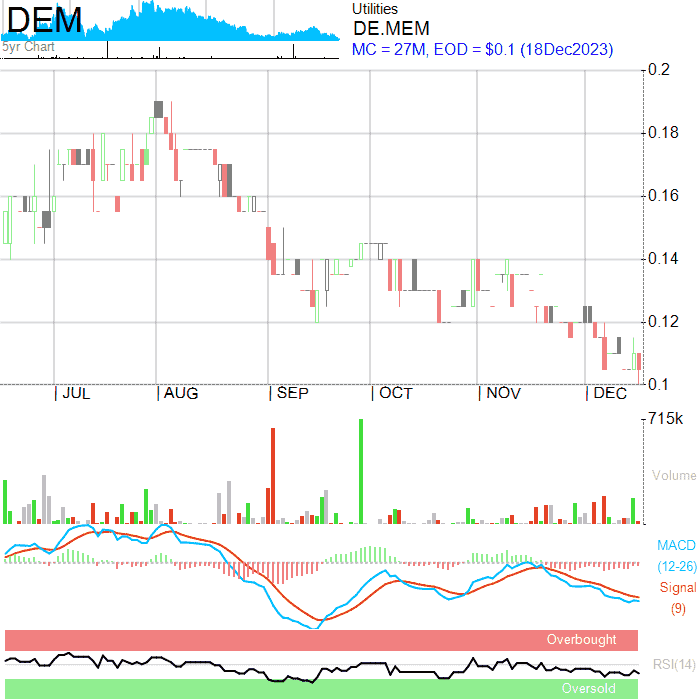 DEM
5yr Chart
Utilities
DE.MEM
MC = 27M, EOD = $0.1 (18Dec2023)
0.2
0.18
0.16
0.14
0.12
0.1
JUL
AUG
SEP
OCT
NOV
DEC
715k
Volume
MACD
(12-26)
Signal
(9)
Overbought
RSI(14)
Oversold